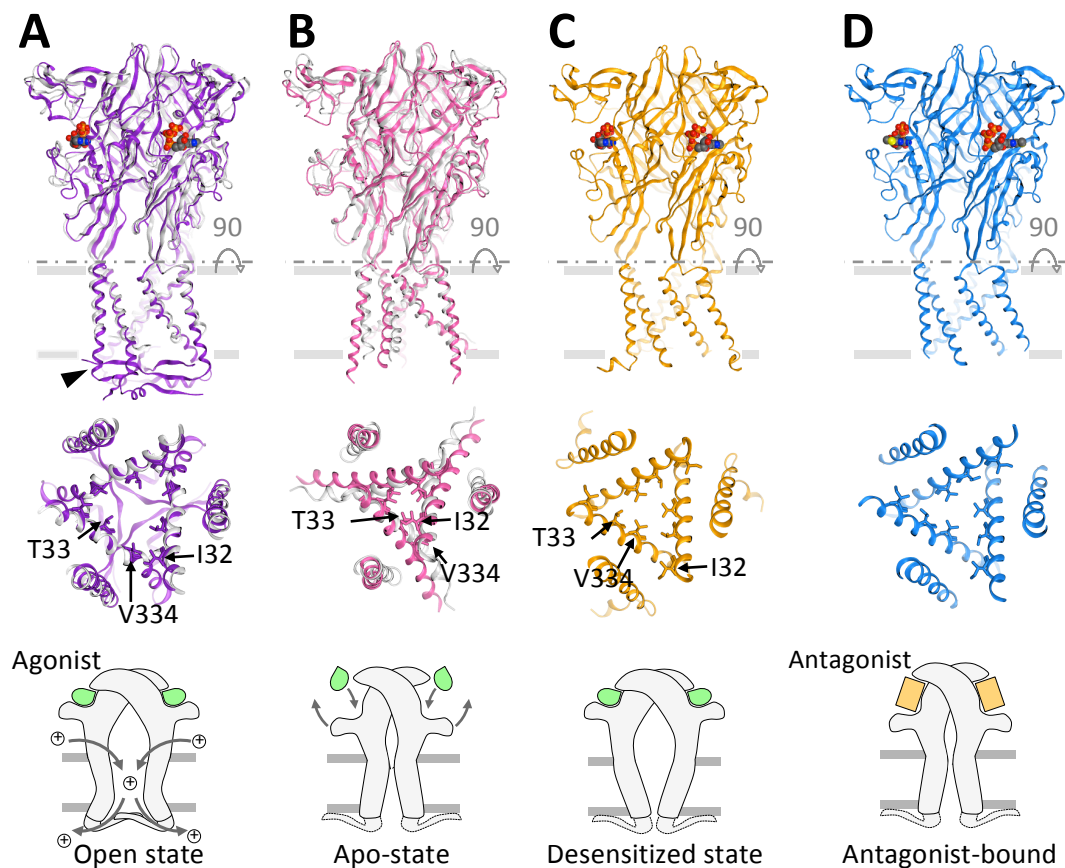 A
B
C
D
90
90
90
90
T33
I32
V334
T33
I32
V334
T33
V334
I32
Agonist
Antagonist
+
+
+
+
+
Open state
Apo-state
Desensitized state
Antagonist-bound